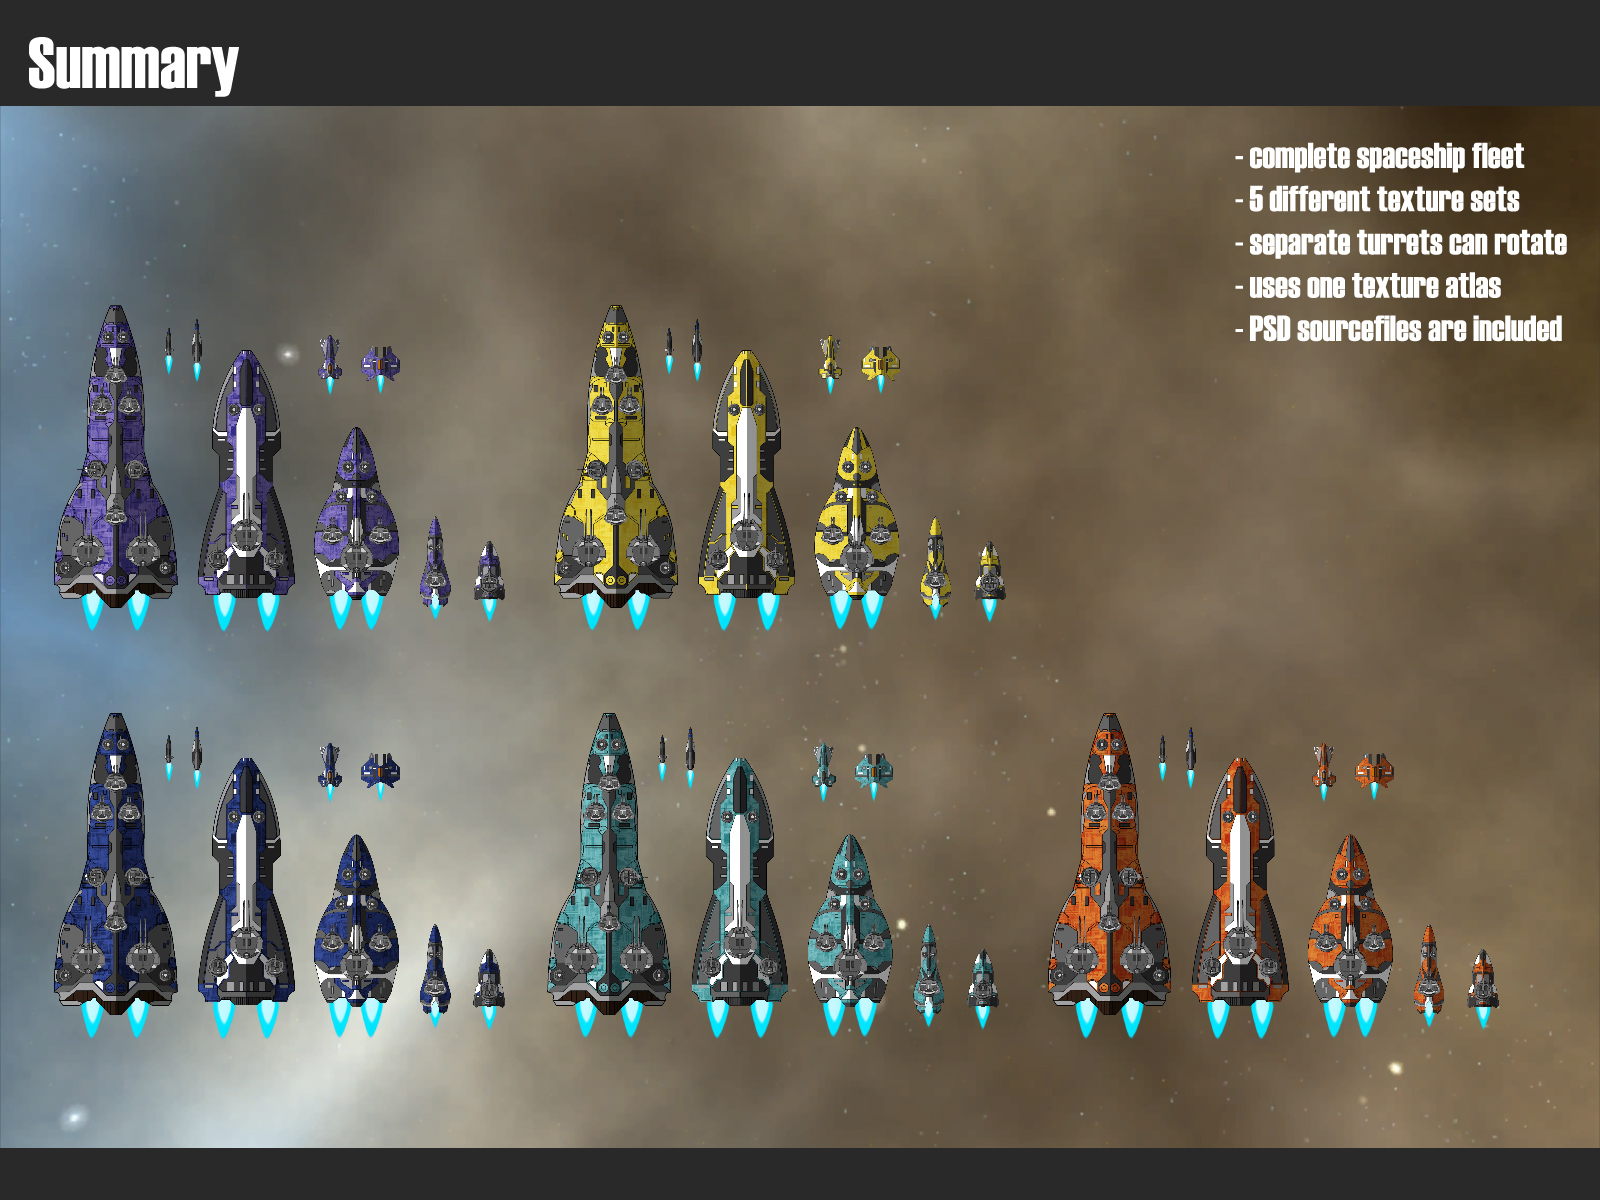 Summary
- complete spaceship fleet
- 5 different texture sets
- separate turrets can rotate
- uses one texture atlas
- PSD sourcefiles are included